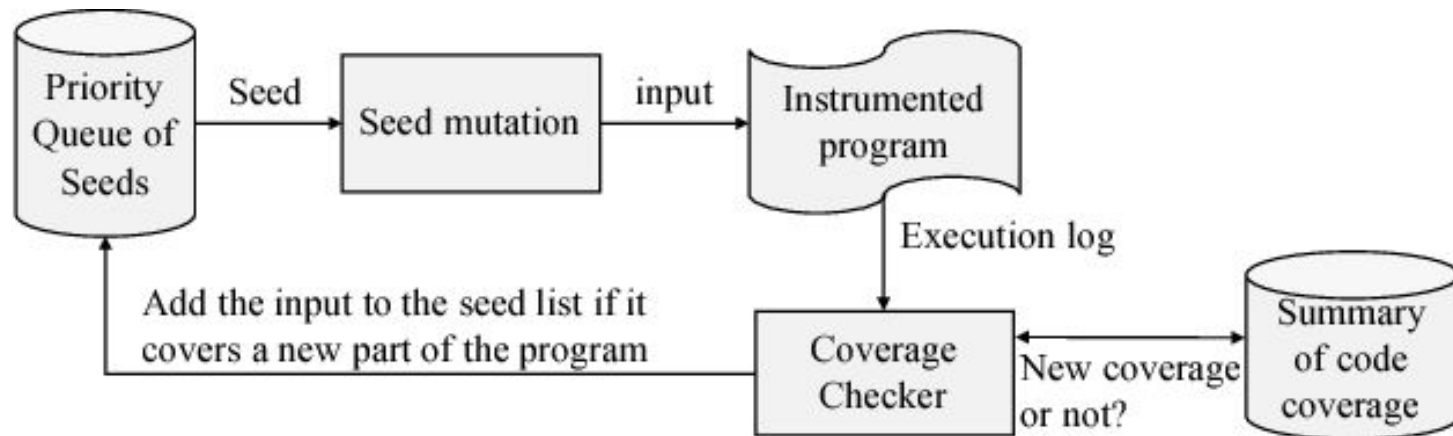 Priority
Queue of
Seeds
Seed
Seed mutation
input
Instrumented
program
Execution log
Add the input to the seed list if it
covers a new part of the program
Coverage
Checker
New coverage
or not?
Summary
of code
coverage